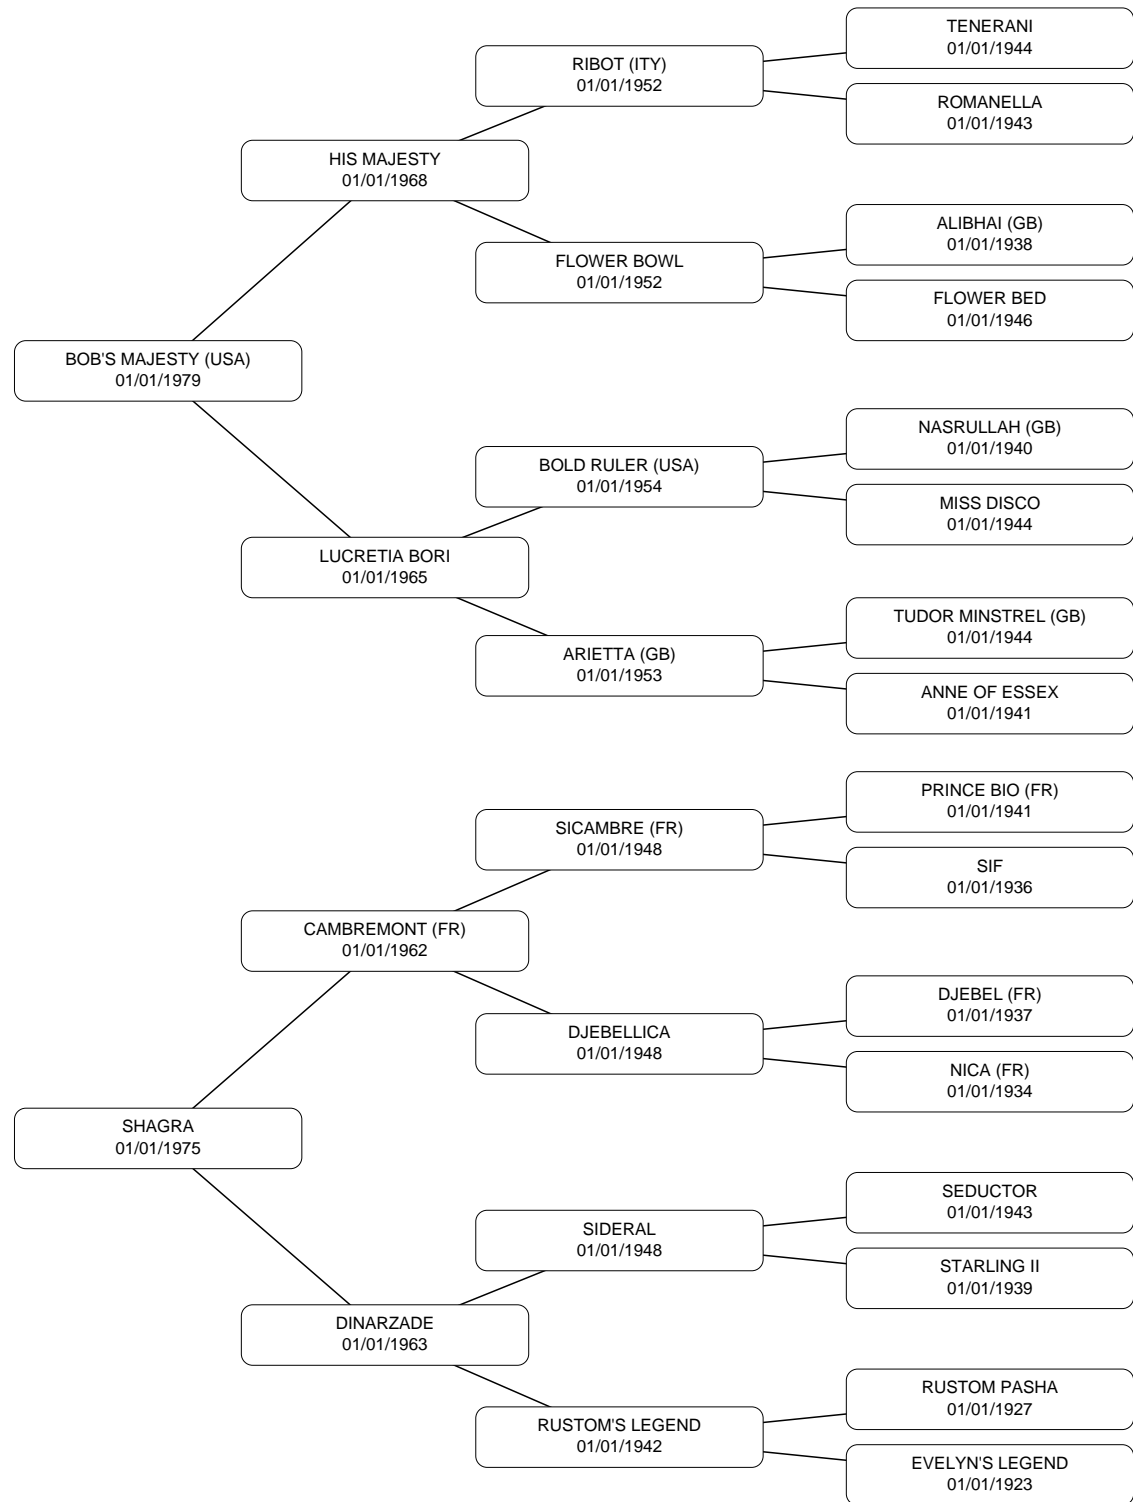 TENERANI
01/01/1944
RIBOT (ITY)
01/01/1952
ROMANELLA
01/01/1943
HIS MAJESTY
01/01/1968
ALIBHAI (GB)
01/01/1938
FLOWER BOWL
01/01/1952
FLOWER BED
01/01/1946
BOB'S MAJESTY (USA)
01/01/1979
NASRULLAH (GB)
01/01/1940
BOLD RULER (USA)
01/01/1954
MISS DISCO
01/01/1944
LUCRETIA BORI
01/01/1965
TUDOR MINSTREL (GB)
01/01/1944
ARIETTA (GB)
01/01/1953
ANNE OF ESSEX
01/01/1941
PRINCE BIO (FR)
01/01/1941
SICAMBRE (FR)
01/01/1948
SIF
01/01/1936
CAMBREMONT (FR)
01/01/1962
DJEBEL (FR)
01/01/1937
DJEBELLICA
01/01/1948
NICA (FR)
01/01/1934
SHAGRA
01/01/1975
SEDUCTOR
01/01/1943
SIDERAL
01/01/1948
STARLING II
01/01/1939
DINARZADE
01/01/1963
RUSTOM PASHA
01/01/1927
RUSTOM'S LEGEND
01/01/1942
EVELYN'S LEGEND
01/01/1923